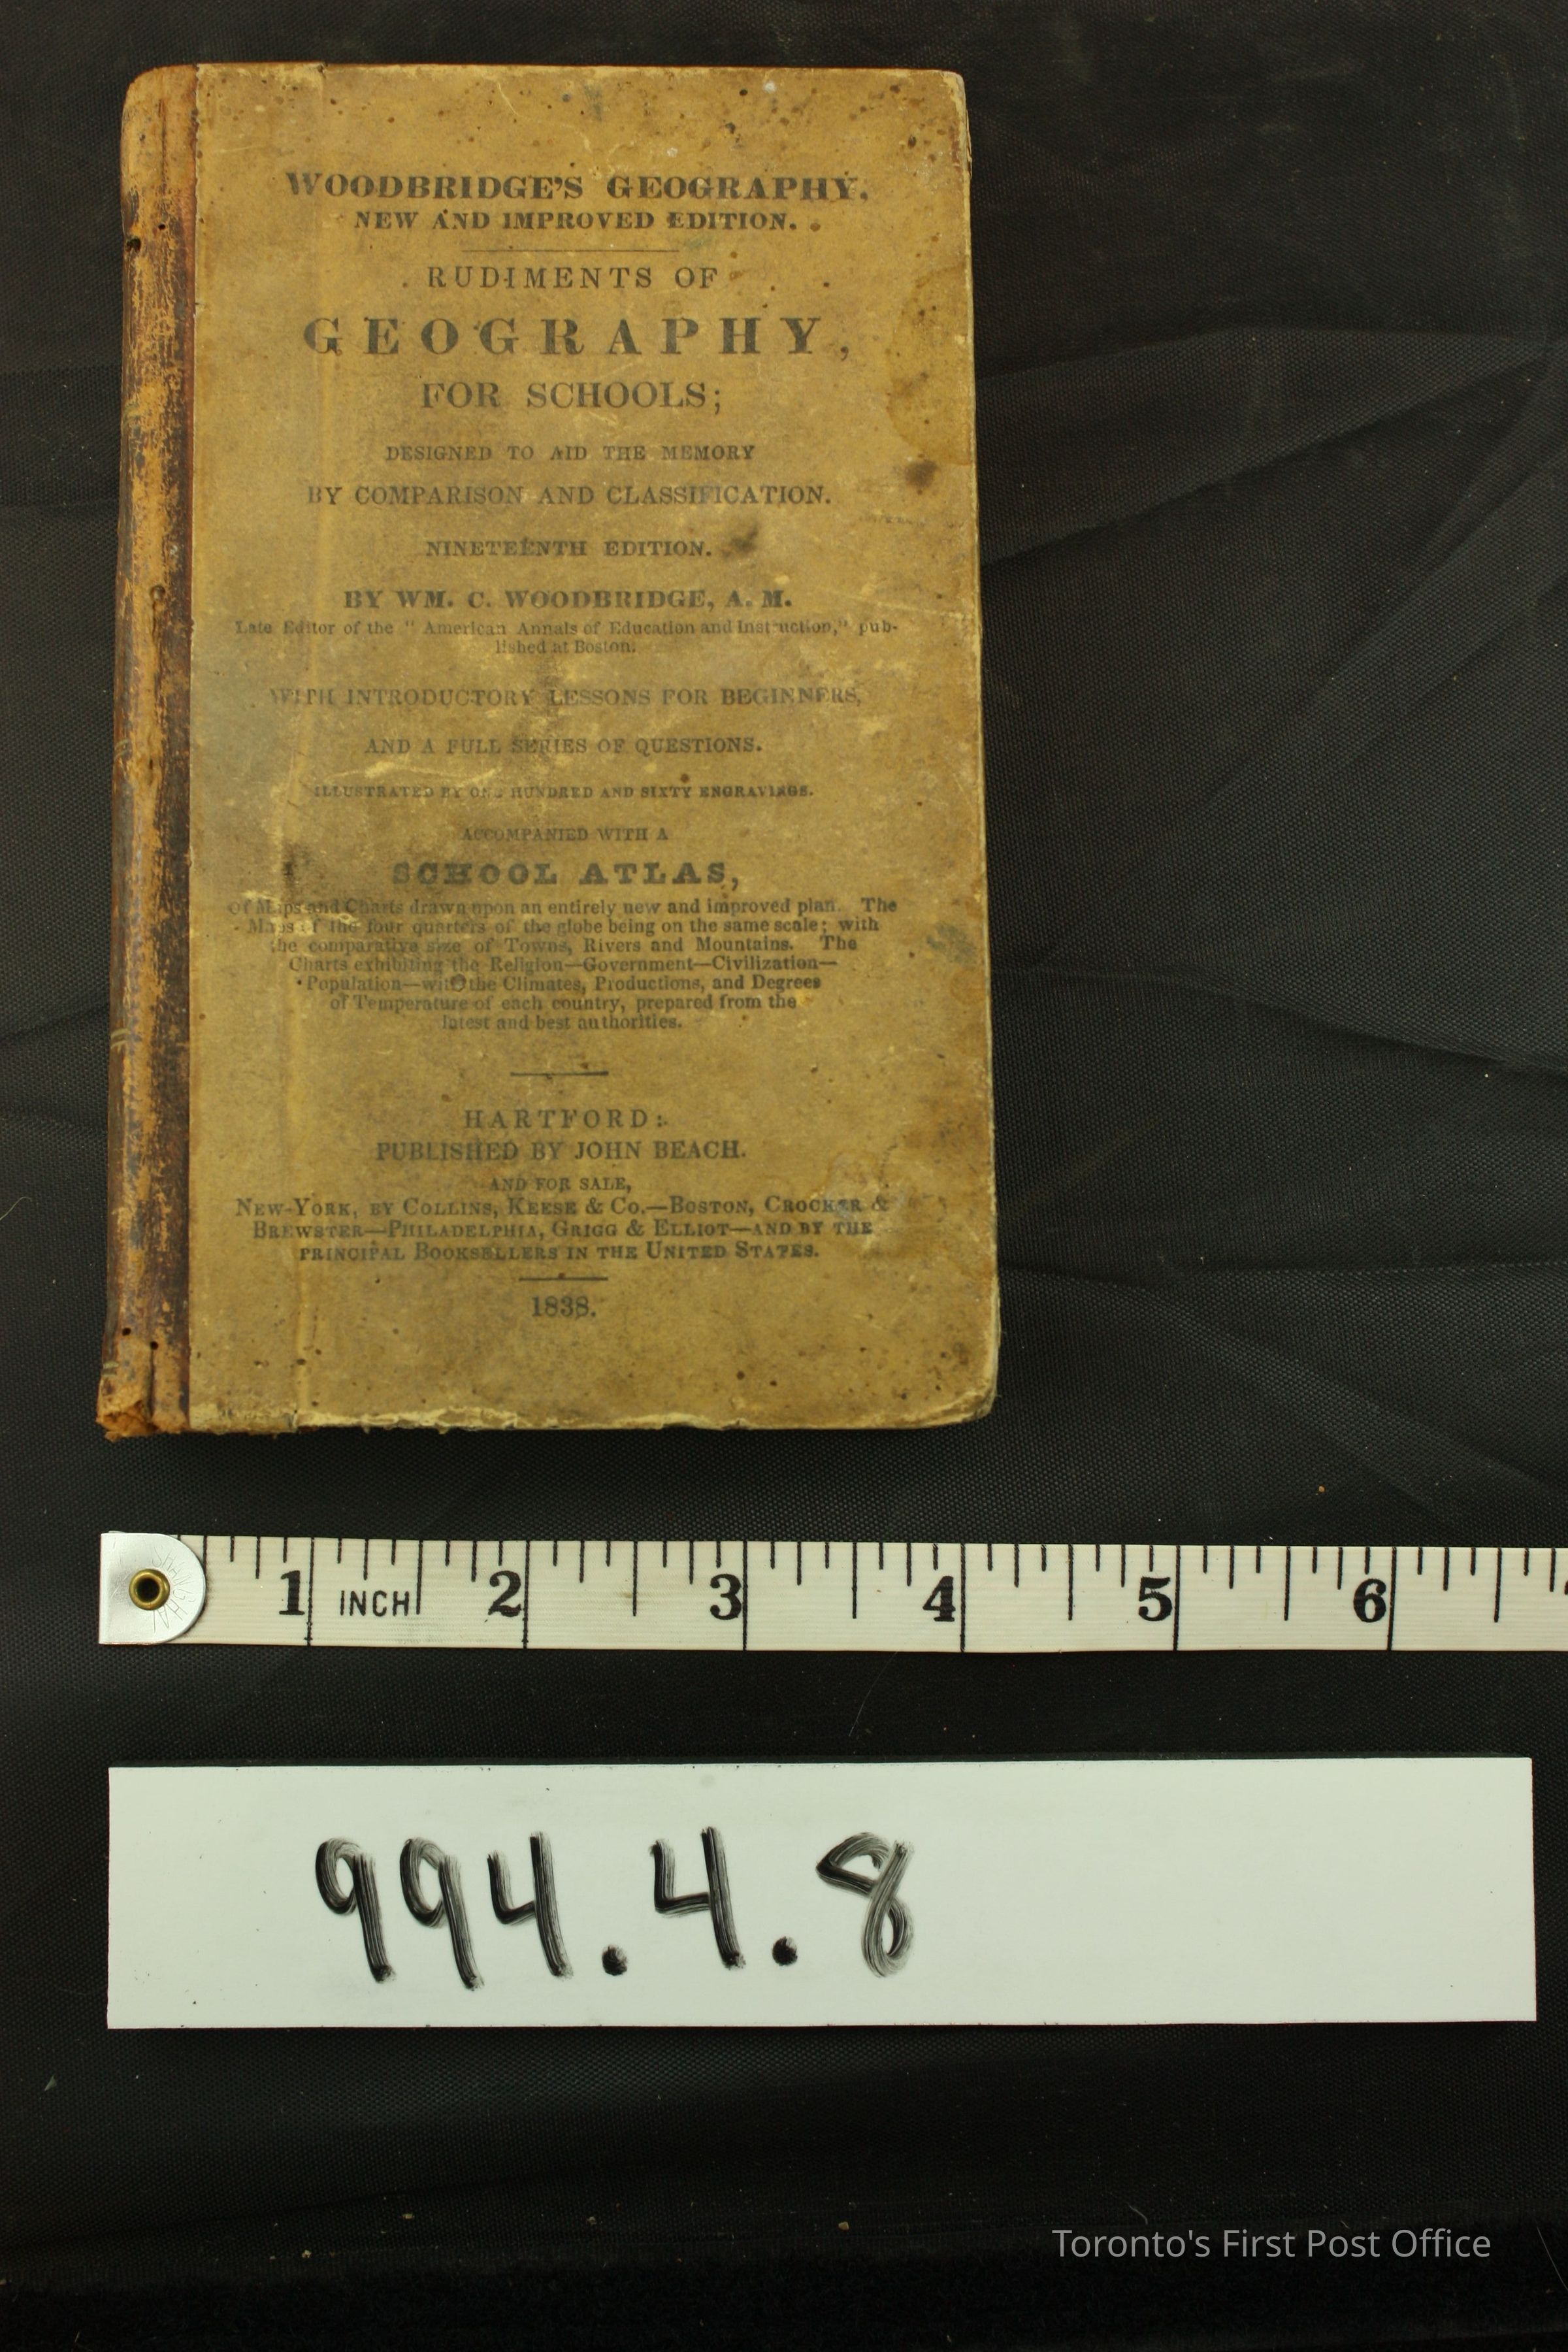 WOODBRIDGE'S GEOGRAPHY.
NEW AND IMPROVED EDITION.
RUDIMENTS OF
GEOGRAPHY,
FOR SCHOOLS;
DESIGNED TO AID THE MEMORY
BY COMPARISON AND CLASSIFICATION.
NINETEENTH EDITION.
BY WM. C. WOODBRIDGE, A. M.
Late Editor of the "American Annals of Education and Instruction," pub-
lished at Boston.
WITH INTRODUCTORY LESSONS FOR BEGINNERS,
AND A FULL SERIES OF QUESTIONS.
ILLUSTRATED BY ONE HUNDRED AND SIXTY ENGRAVINGS.
ACCOMPANIED WITH A
SCHOOL ATLAS,
Of Maps and Charts drawn upon an entirely new and improved plan. The
Maps of the four quarters of the globe being on the same scale; with
the comparative size of Towns, Rivers and Mountains. The
Charts exhibiting the Religion—Government—Civilization—
Population—with the Climates, Productions, and Degrees
of Temperature of each country, prepared from the
latest and best authorities.
HARTFORD:
PUBLISHED BY JOHN BEACH.
AND FOR SALE,
NEW-YORK, BY COLLINS, KEESE & CO.—BOSTON, CROCKER &
BREWSTER—PHILADELPHIA, GRIGG & ELLIOT—AND BY THE
PRINCIPAL BOOKSELLERS IN THE UNITED STATES.
1838.
1 INCH 2 3 4 5 6
994.4.8
Toronto's First Post Office